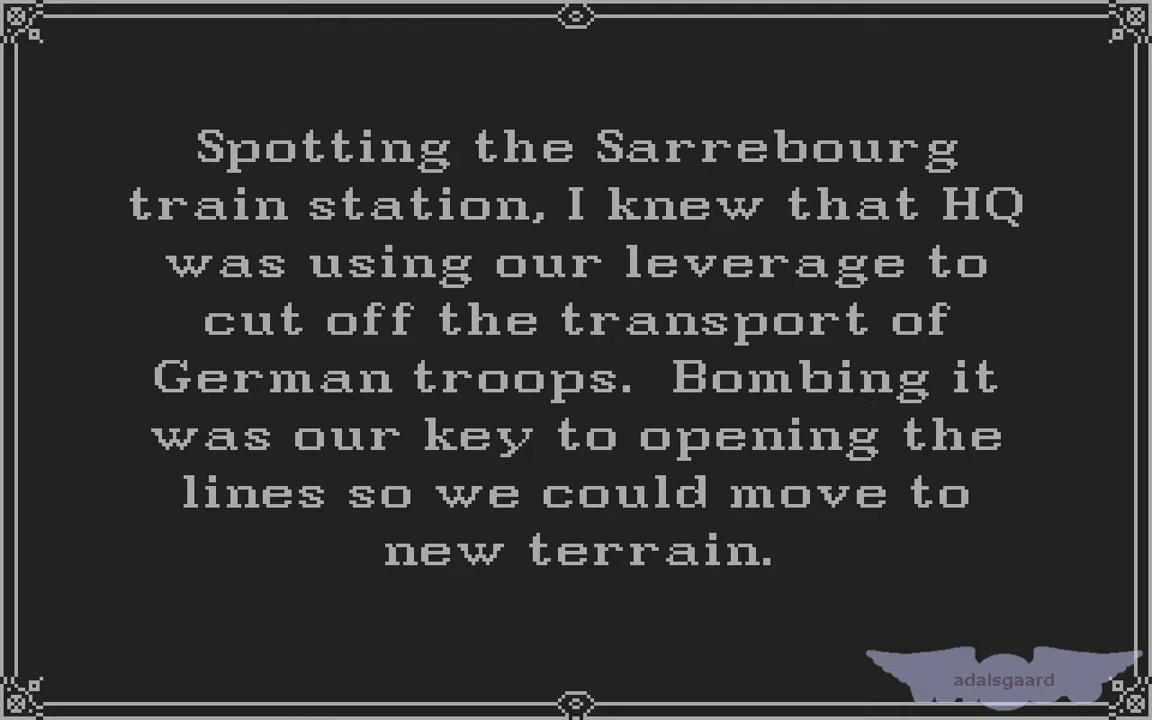 Spotting the Sarrebourg
train station, I knew that HQ
was using our leverage to
cut off the transport of
German troops.  Bombing it
was our key to opening the
lines so we could move to
new terrain.
adalsgaard